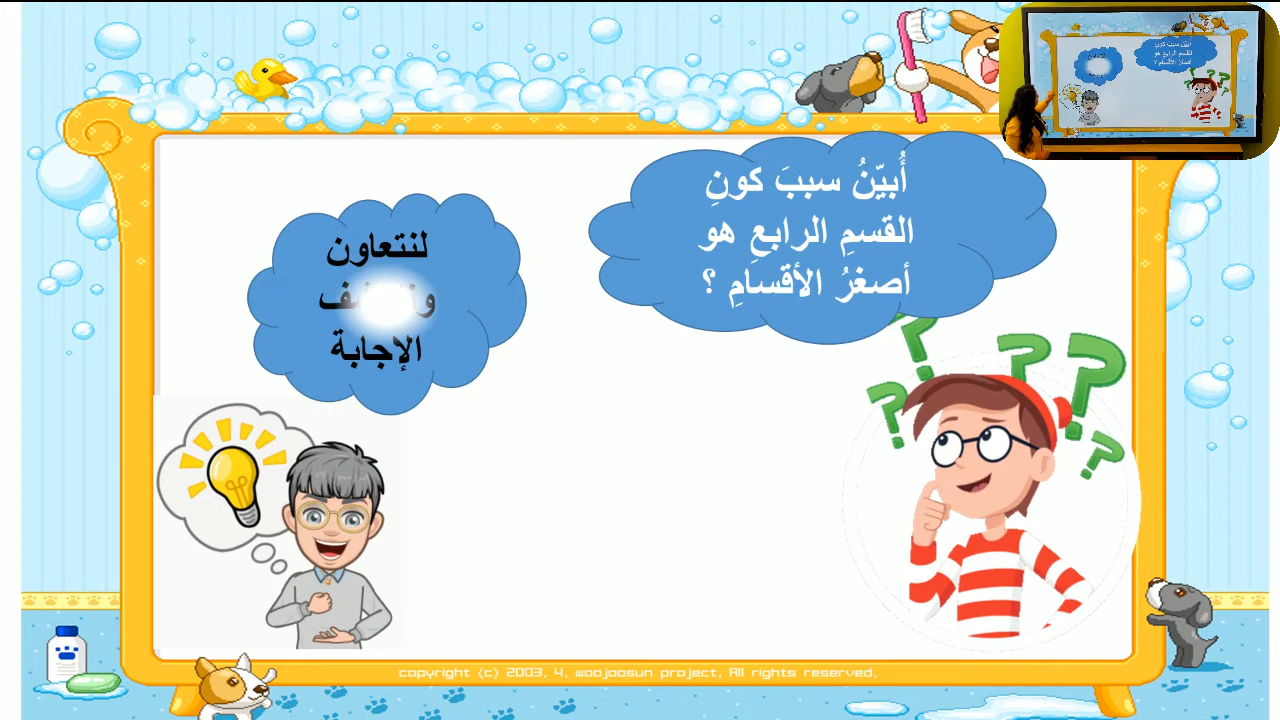 أُبيّنُ سببَ كونِ
القسمِ الرابعِ هو
أصغرُ الأقسامِ ؟
لنتعاون
الإجابة
copyright (c) 2003. 4. woojoosun project. All rights reserved.